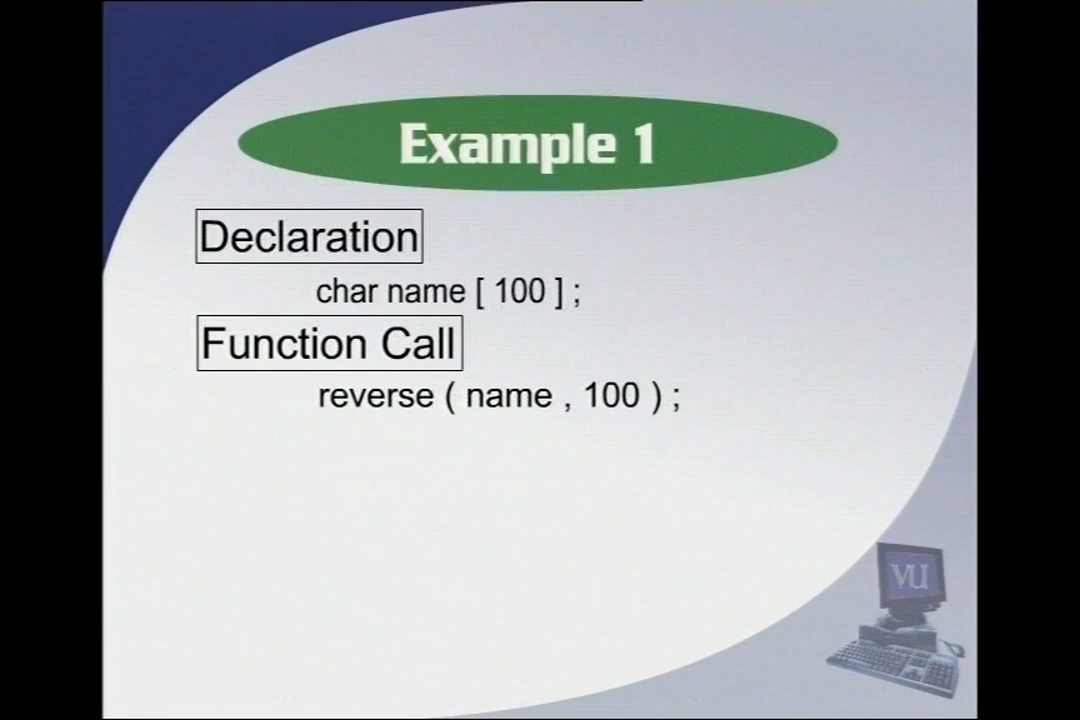 Example 1
Declaration
char name [ 100 ] ;
Function Call
reverse ( name , 100 ) ;
VU